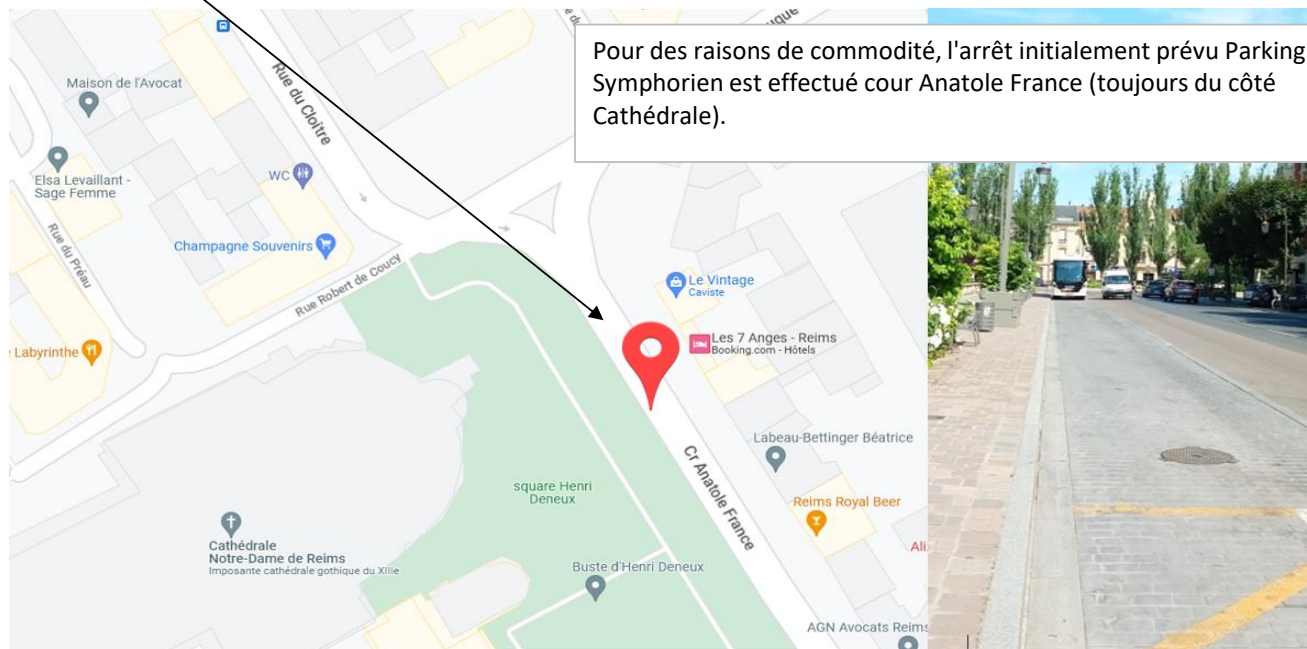 Pour des raisons de commodité, l'arrêt initialement prévu Parking
Symphorien est effectué cour Anatole France (toujours du côté
Cathédrale).
Maison de l'Avocat
Rue du Cloître
Elsa Levaillant -
Sage Femme
WC
Rue du Préau
Champagne Souvenirs
Rue Robert de Coucy
Le Vintage
Caviste
Labyrinthe
Les 7 Anges - Reims
Booking.com - Hôtels
Labeau-Bettinger Béatrice
Cr Anatole France
square Henri
Deneux
Reims Royal Beer
Cathédrale
Notre-Dame de Reims
Imposante cathédrale gothique du XIIIe
Ali
Buste d'Henri Deneux
AGN Avocats Reims